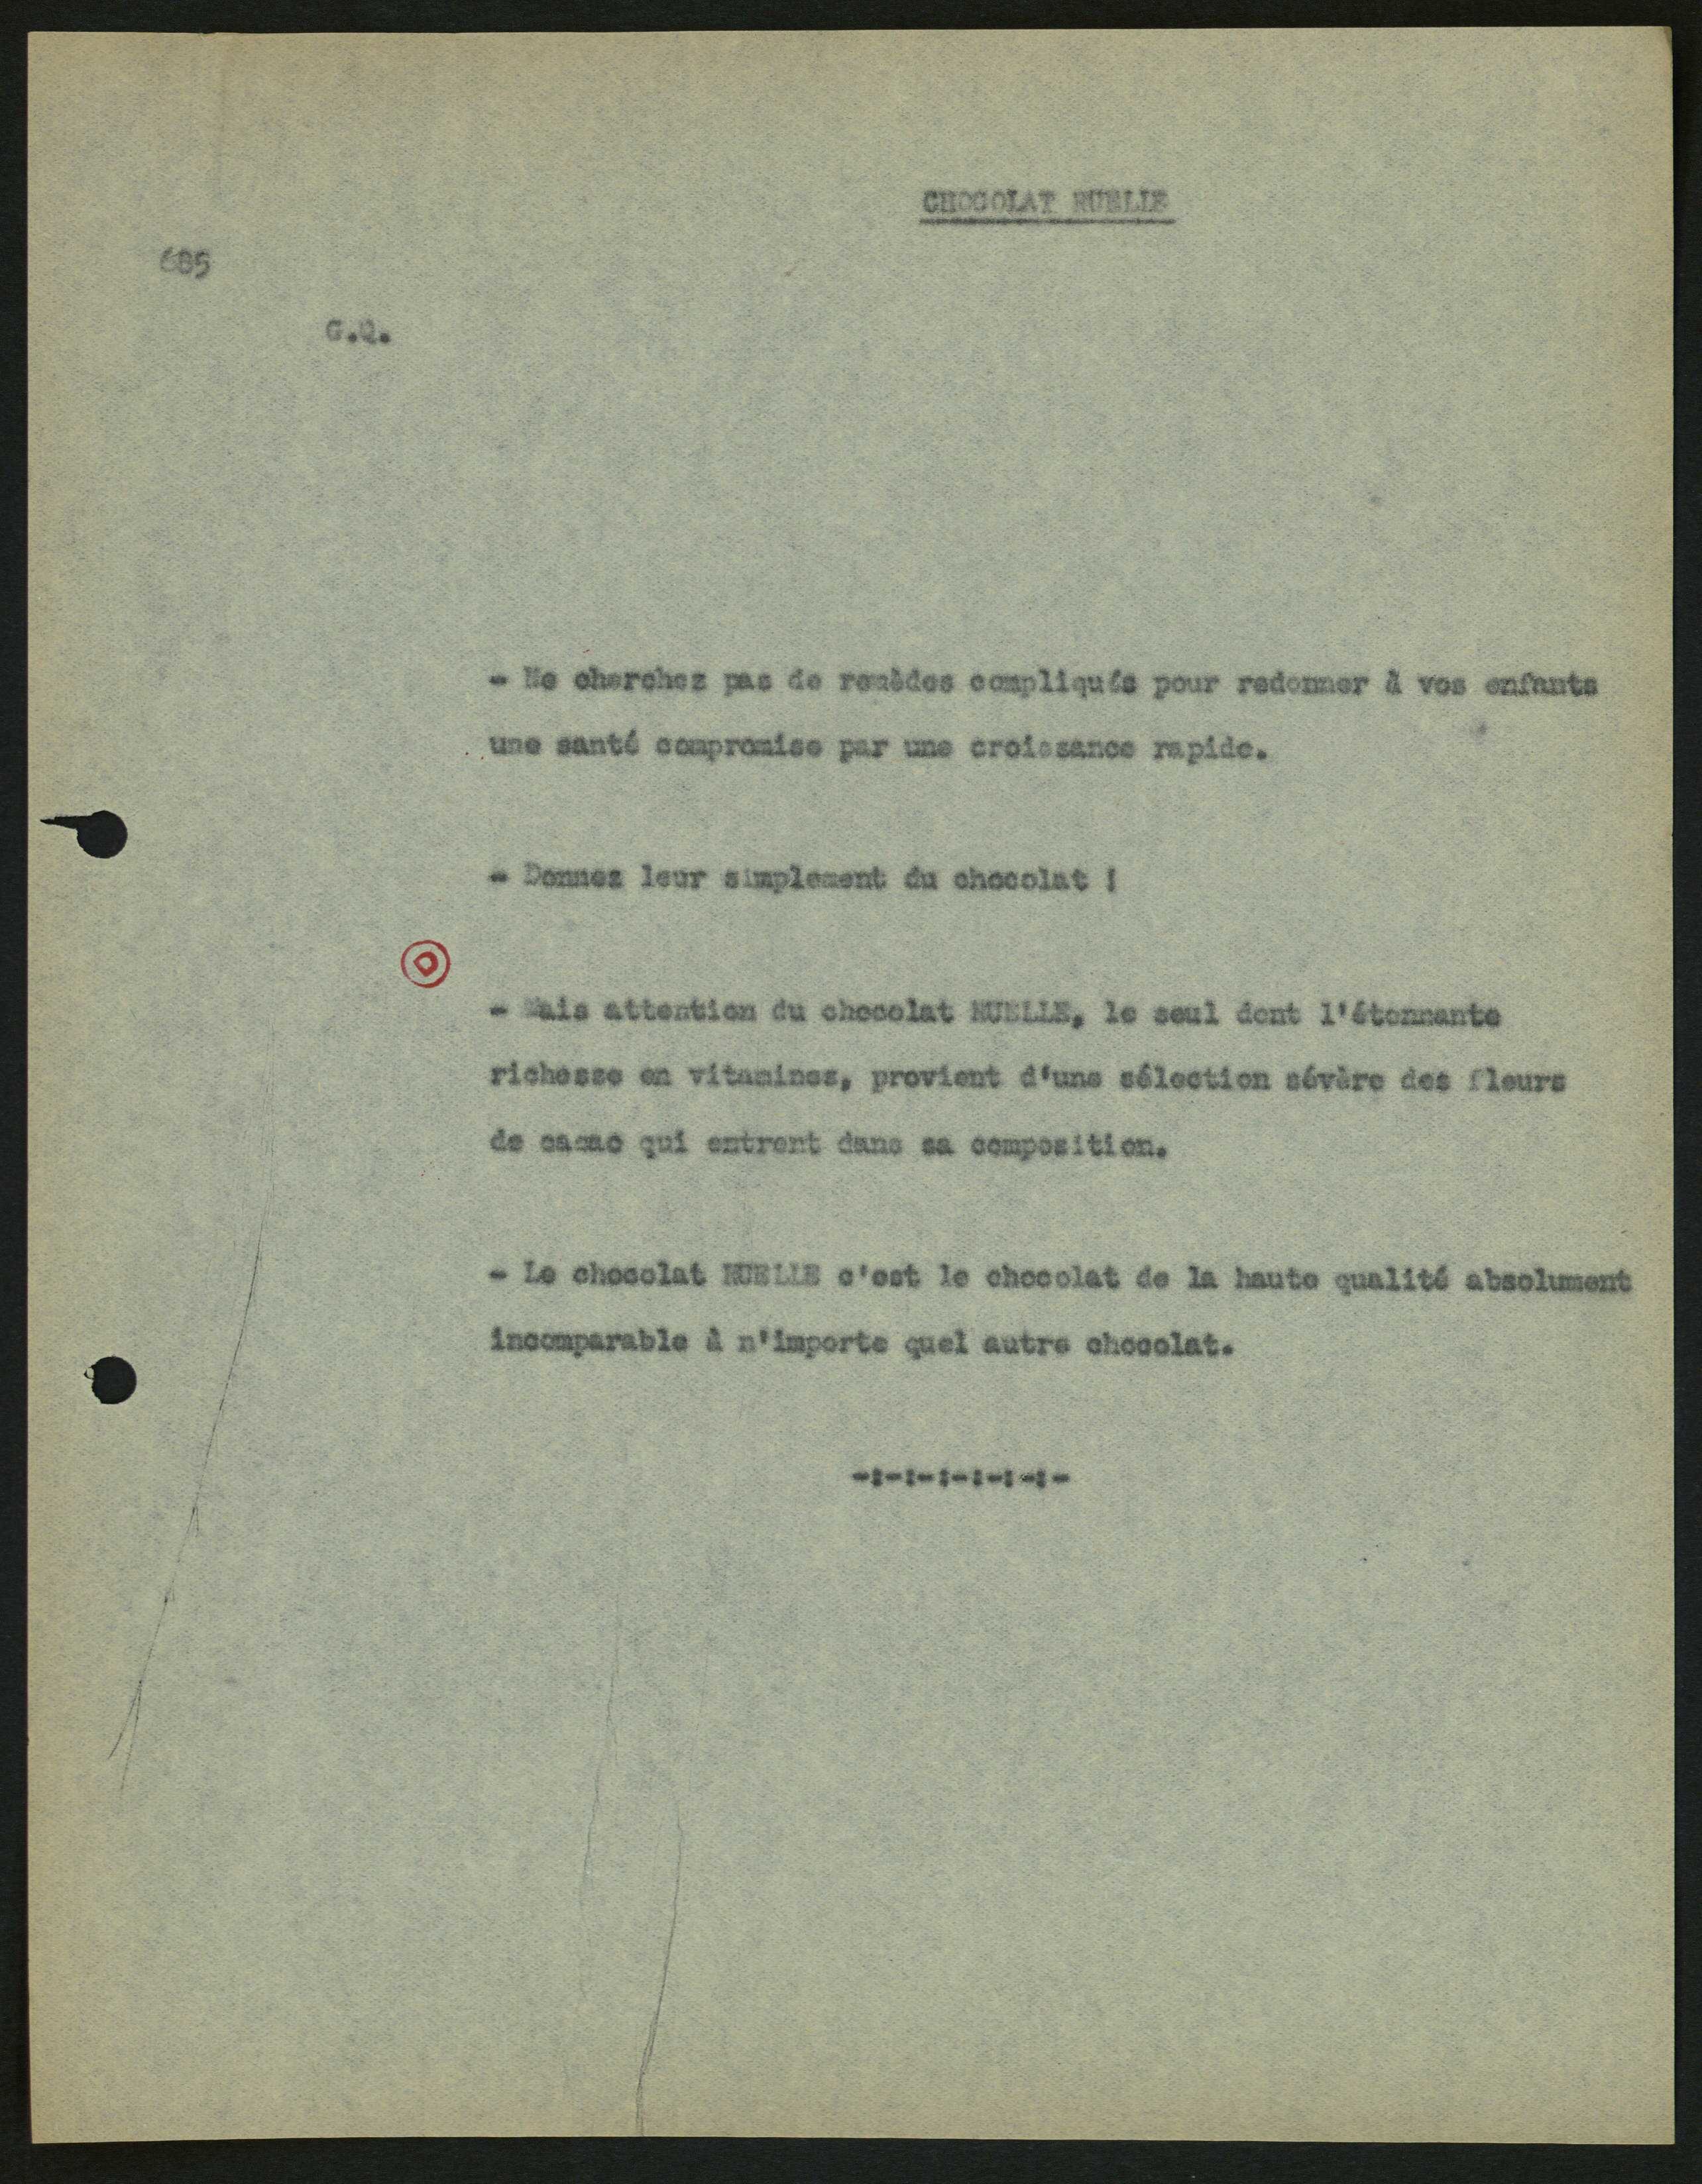 CHOCOLAT RUELLE
685
G.Q.
- Ne cherchez pas de remèdes compliqués pour redonner à vos enfants
une santé compromise par une croissance rapide.
- Donnez leur simplement du chocolat !
D
- Mais attention du chocolat RUELLE, le seul dont l'étonnante
richesse en vitamines, provient d'une sélection sévère des fleurs
de cacao qui entrent dans sa composition.
- Le chocolat RUELLE c'est le chocolat de la haute qualité absolument
incomparable à n'importe quel autre chocolat.
-:-:-:-:-:-:-